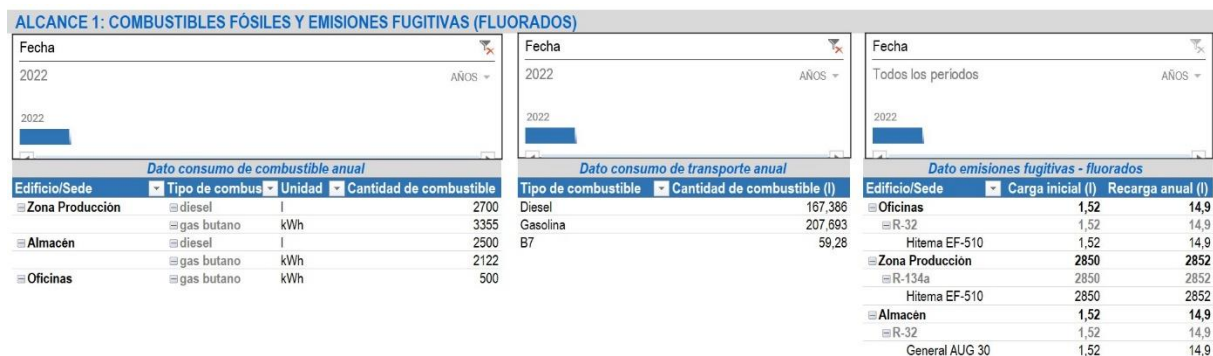 ALCANCE 1: COMBUSTIBLES FÓSILES Y EMISIONES FUGITIVAS (FLUORADOS)
Fecha
2022 AÑOS
2022
Dato consumo de combustible anual
Edificio/Sede Tipo de combus Unidad Cantidad de combustible
Zona Producción diesel l 2700
gas butano kWh 3355
Almacén diesel l 2500
gas butano kWh 2122
Oficinas gas butano kWh 500
Fecha
2022 AÑOS
2022
Dato consumo de transporte anual
Tipo de combustible Cantidad de combustible (l)
Diesel 167,386
Gasolina 207,693
B7 59,28
Fecha
Todos los periodos AÑOS
2022
Dato emisiones fugitivas - fluorados
Edificio/Sede Carga inicial (l) Recarga anual (l)
Oficinas 1,52 14,9
R-32 1,52 14,9
Hitema EF-510 1,52 14,9
Zona Producción 2850 2852
R-134a 2850 2852
Hitema EF-510 2850 2852
Almacén 1,52 14,9
R-32 1,52 14,9
General AUG 30 1,52 14,9